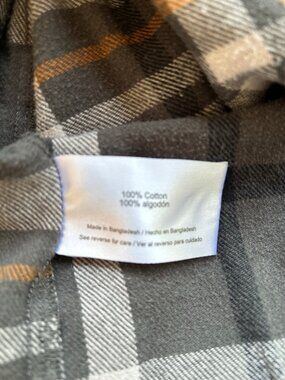 100% Cotton
100% algodón
Made in Bangladesh / Hecho en Bangladesh
See reverse for care / Ver al reverso para cuidado